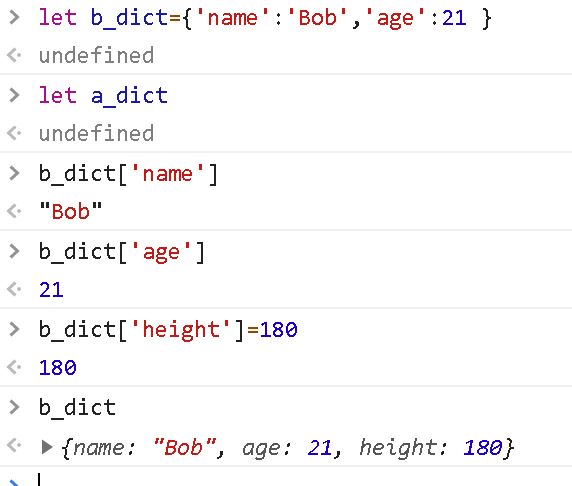 let b_dict={'name':'Bob','age':21 }
undefined
let a_dict
undefined
b_dict['name']
"Bob"
b_dict['age']
21
b_dict['height']=180
180
b_dict
{name: "Bob", age: 21, height: 180}